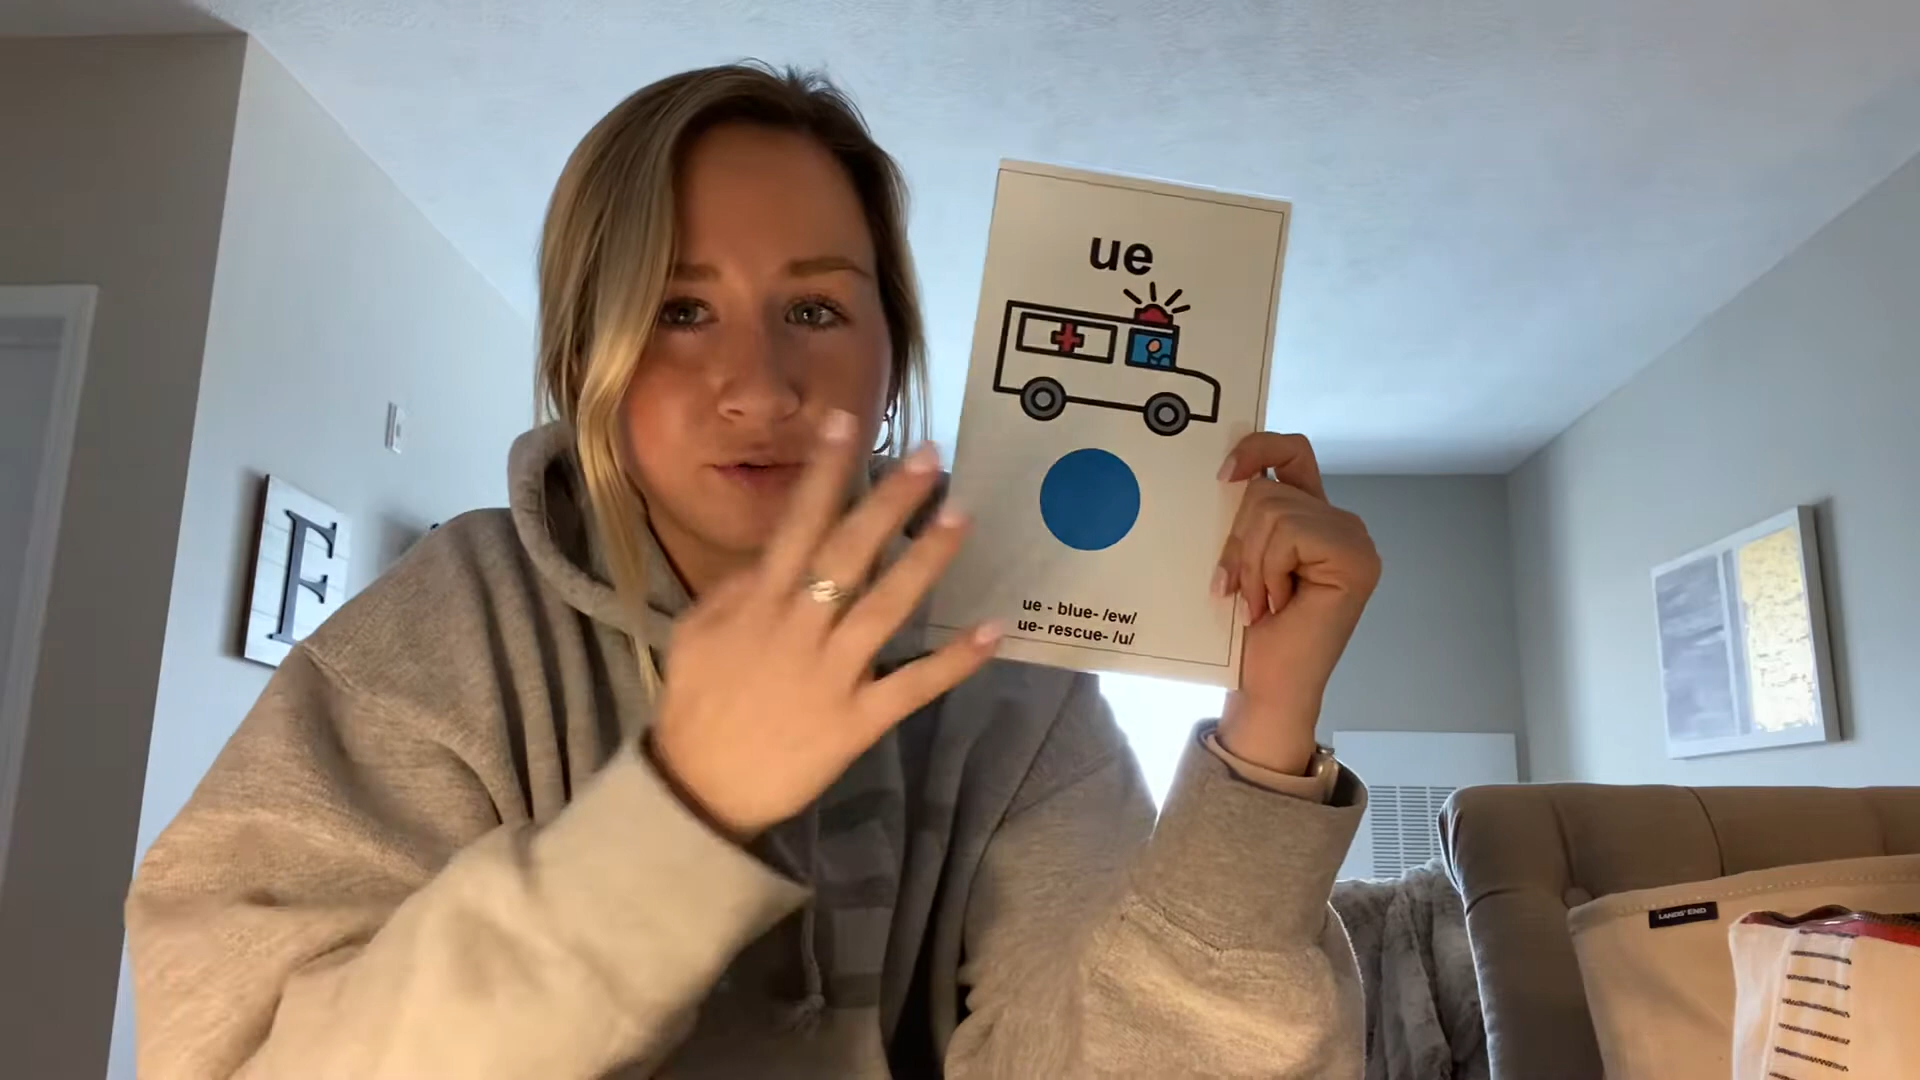 ue
ue - blue- /ew/
ue- rescue- /u/
F
LANDS' END